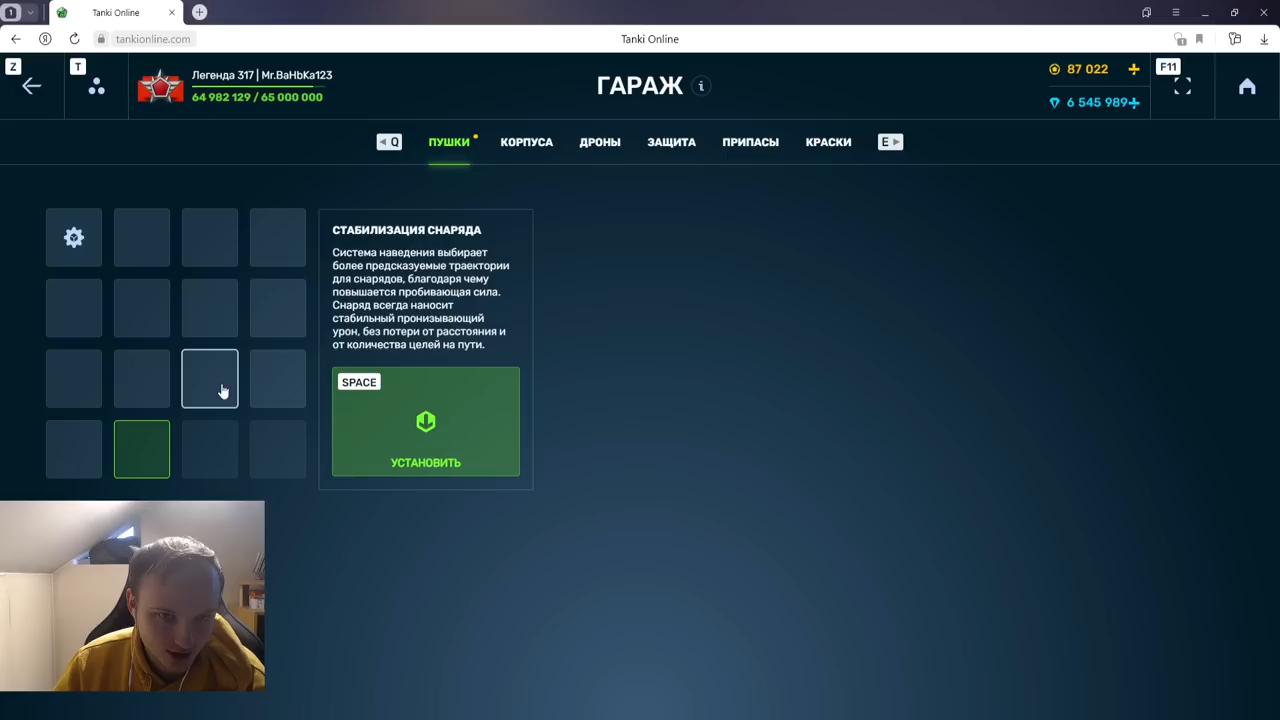 1
Tanki Online
tankionline.com
Tanki Online
Z
T
Легенда 317 | Mr.BaHbKa123
64 982 129 / 65 000 000
ГАРАЖ
i
87 022
6 545 989
F11
Q
ПУШКИ
КОРПУСА
ДРОНЫ
ЗАЩИТА
ПРИПАСЫ
КРАСКИ
E
СТАБИЛИЗАЦИЯ СНАРЯДА
Система наведения выбирает
более предсказуемые траектории
для снарядов, благодаря чему
повышается пробивающая сила.
Снаряд всегда наносит
стабильный пронизывающий
урон, без потери от расстояния и
от количества целей на пути.
SPACE
УСТАНОВИТЬ